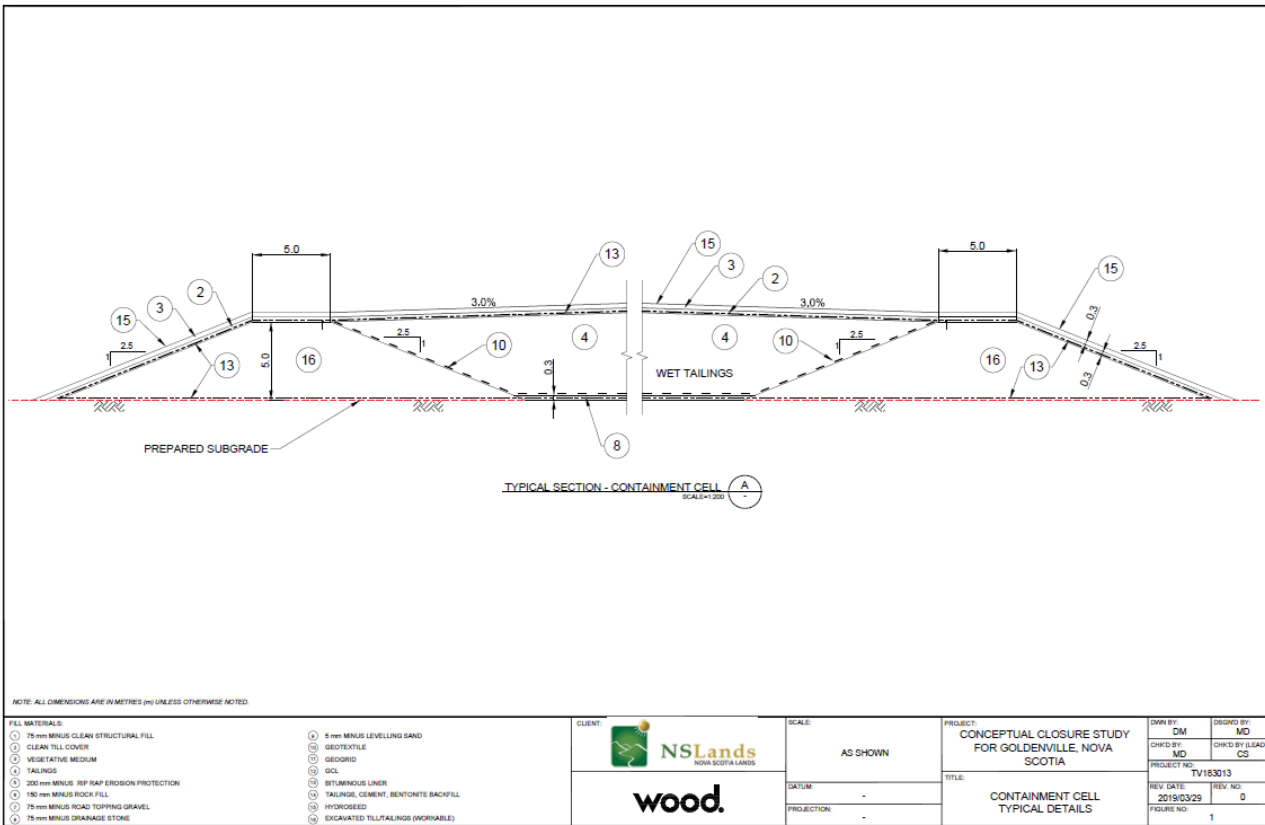 5.0
13
15
3
2
3.0%
3.0%
5.0
15
2
3
15
2.5
1
13
5.0
16
2.5
1
10
4
0.3
WET TAILINGS
4
10
2.5
1
16
13
0.3
0.3
2.5
1
8
PREPARED SUBGRADE
TYPICAL SECTION - CONTAINMENT CELL
SCALE=1:200
A
-
NOTE: ALL DIMENSIONS ARE IN METRES (m) UNLESS OTHERWISE NOTED.
FILL MATERIALS:
1 75 mm MINUS CLEAN STRUCTURAL FILL
2 CLEAN TILL COVER
3 VEGETATIVE MEDIUM
4 TAILINGS
5 200 mm MINUS RIP RAP EROSION PROTECTION
6 150 mm MINUS ROCK FILL
7 75 mm MINUS ROAD TOPPING GRAVEL
8 75 mm MINUS DRAINAGE STONE
9 5 mm MINUS LEVELLING SAND
10 GEOTEXTILE
11 GEOGRID
12 GCL
13 BITUMINOUS LINER
14 TAILINGS, CEMENT, BENTONITE BACKFILL
15 HYDROSEED
16 EXCAVATED TILL/TAILINGS (WORKABLE)
CLIENT:
NSLands
NOVA SCOTIA LANDS
wood.
SCALE:
AS SHOWN
DATUM:
-
PROJECTION:
-
PROJECT:
CONCEPTUAL CLOSURE STUDY
FOR GOLDENVILLE, NOVA
SCOTIA
TITLE:
CONTAINMENT CELL
TYPICAL DETAILS
DWN BY:
DM
DSGN'D BY:
MD
CHK'D BY:
MD
CHK'D BY (LEAD
CS
PROJECT NO:
TV183013
REV. DATE:
2019/03/29
REV. NO:
0
FIGURE NO:
1